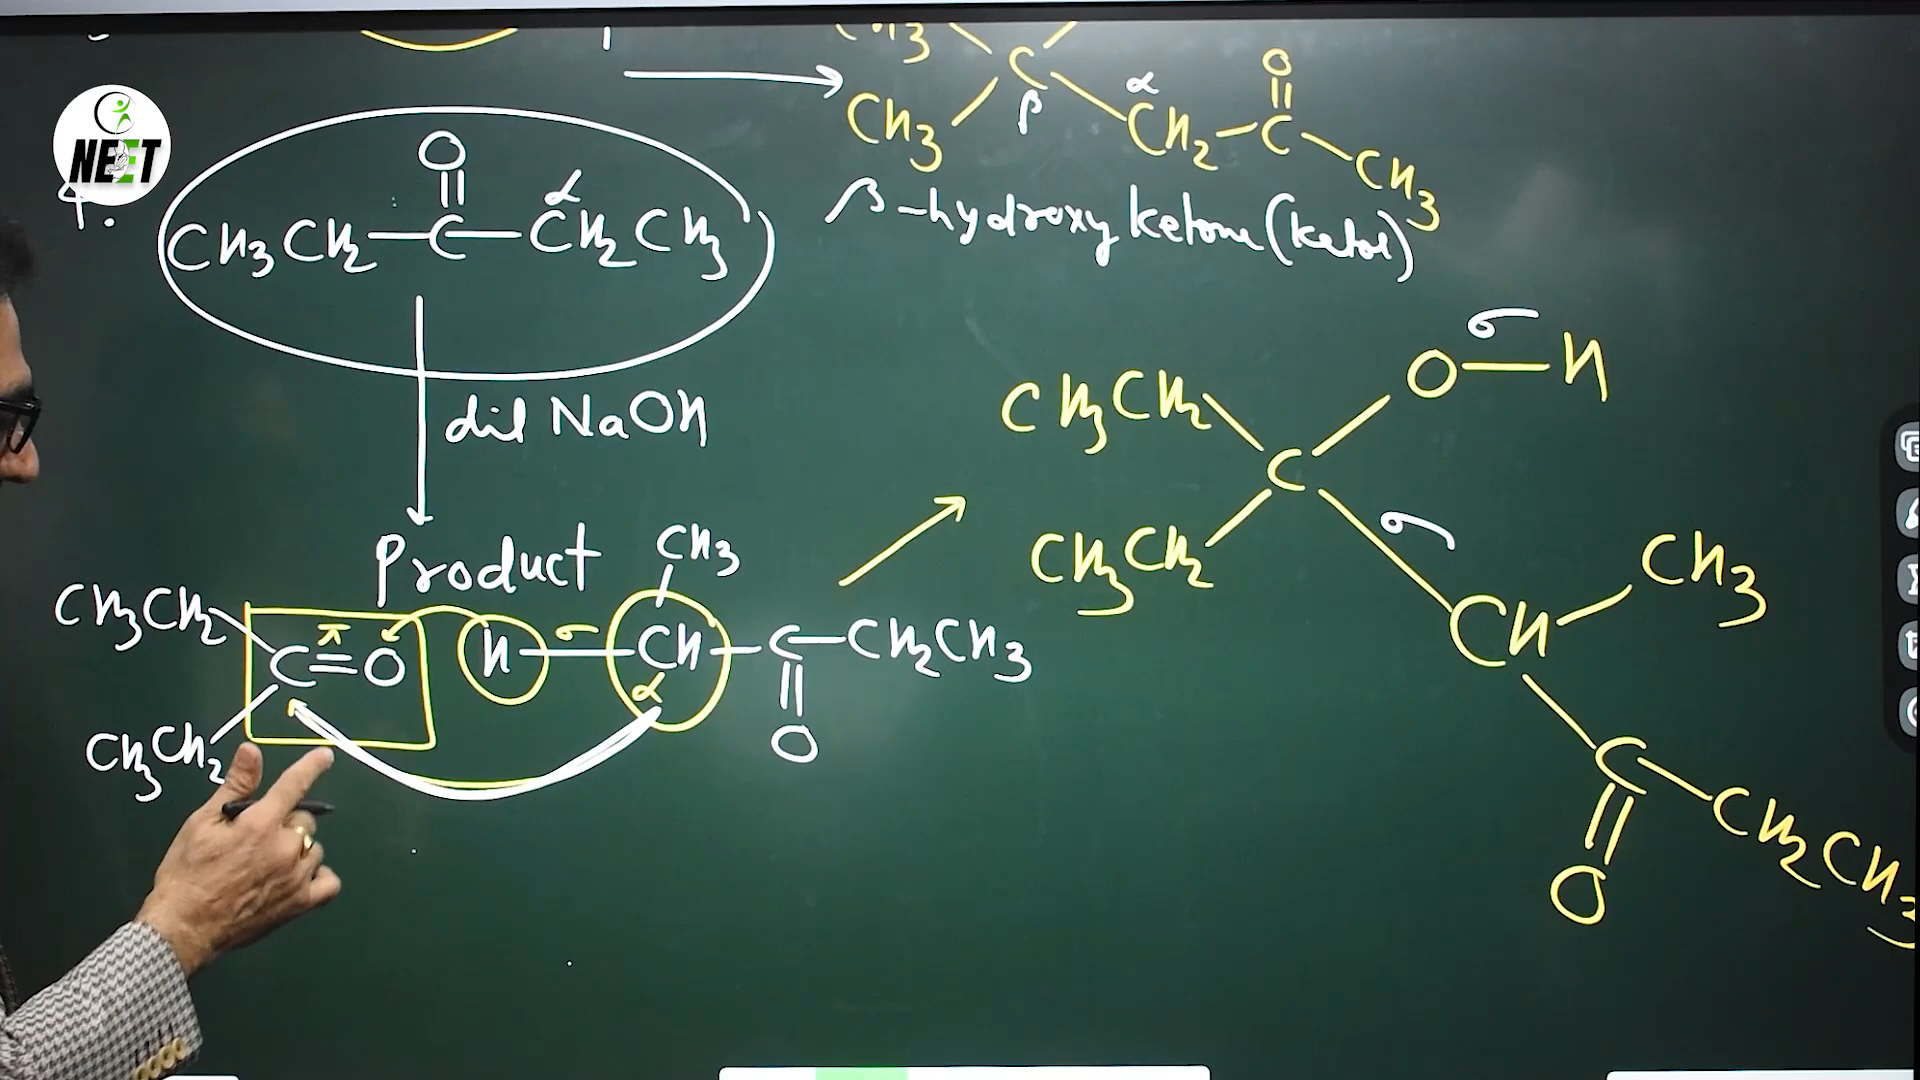 NEET
4.
CH3
C
CH3
β
α
CH2—C—CH3
O
β-hydroxy ketone (ketol)
O
CH3CH2—C—CH2CH3
α
dil NaOH
Product
CH3
CH3CH2
C=O
π
H
σ
CH—C—CH2CH3
α
O
CH3CH2
CH3CH2
O—H
σ
C
CH3CH2
σ
CH
CH3
C
O
CH2CH3